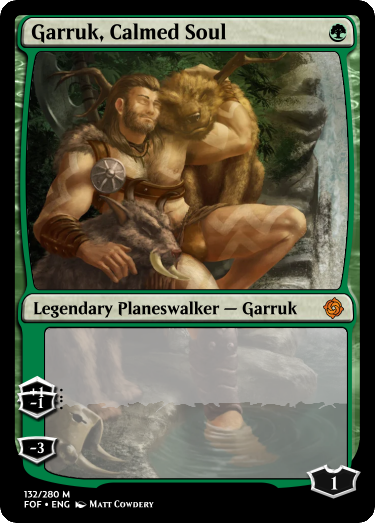 Garruk, Calmed Soul
Legendary Planeswalker — Garruk
-1
-3
1
132/280 M
FOF • ENG Matt Cowdery